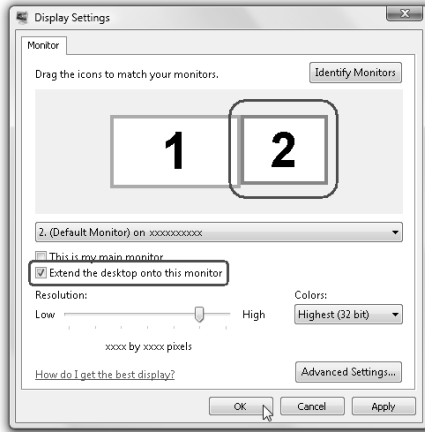 Display Settings
Monitor
Drag the icons to match your monitors.
Identify Monitors
1
2
2. (Default Monitor) on xxxxxxxxxx
This is my main monitor
Extend the desktop onto this monitor
Resolution:
Colors:
Low
High
Highest (32 bit)
xxxx by xxxx pixels
How do I get the best display?
Advanced Settings...
OK
Cancel
Apply